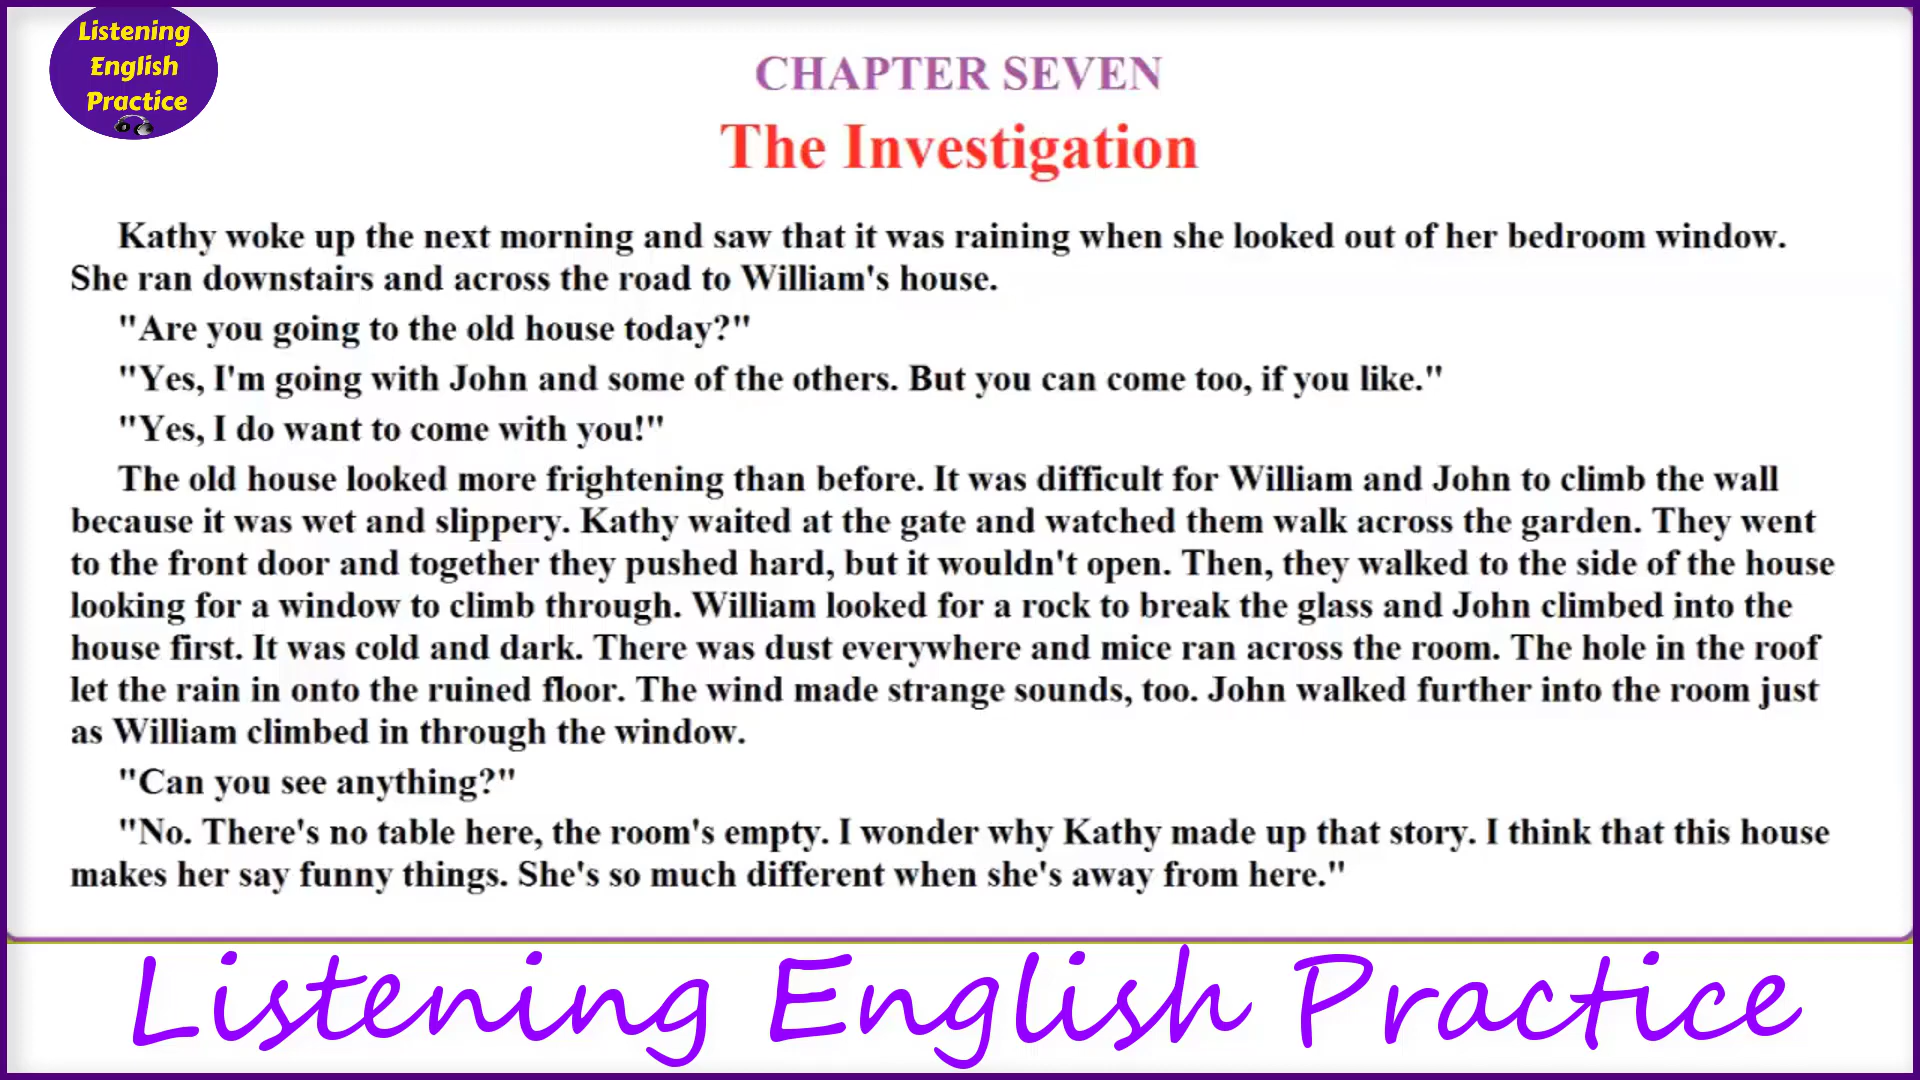 Listening
English
Practice
CHAPTER SEVEN
The Investigation
Kathy woke up the next morning and saw that it was raining when she looked out of her bedroom window.
She ran downstairs and across the road to William's house.
"Are you going to the old house today?"
"Yes, I'm going with John and some of the others. But you can come too, if you like."
"Yes, I do want to come with you!"
The old house looked more frightening than before. It was difficult for William and John to climb the wall
because it was wet and slippery. Kathy waited at the gate and watched them walk across the garden. They went
to the front door and together they pushed hard, but it wouldn't open. Then, they walked to the side of the house
looking for a window to climb through. William looked for a rock to break the glass and John climbed into the
house first. It was cold and dark. There was dust everywhere and mice ran across the room. The hole in the roof
let the rain in onto the ruined floor. The wind made strange sounds, too. John walked further into the room just
as William climbed in through the window.
"Can you see anything?"
"No. There's no table here, the room's empty. I wonder why Kathy made up that story. I think that this house
makes her say funny things. She's so much different when she's away from here."
Listening English Practice